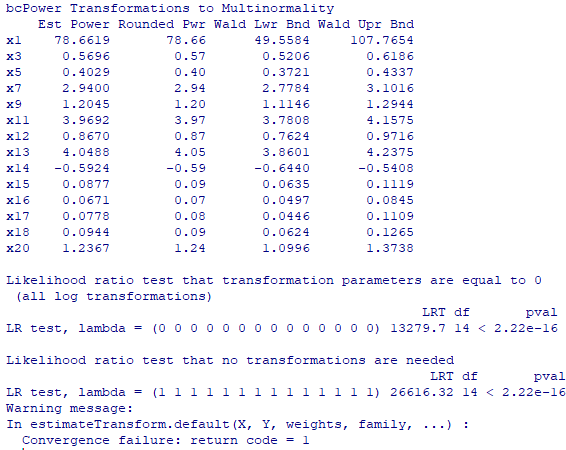 bcPower Transformations to Multinormality
Est Power Rounded Pwr Wald Lwr Bnd Wald Upr Bnd
x1 78.6619 78.66 49.5584 107.7654
x3 0.5696 0.57 0.5206 0.6186
x5 0.4029 0.40 0.3721 0.4337
x7 2.9400 2.94 2.7784 3.1016
x9 1.2045 1.20 1.1146 1.2944
x11 3.9692 3.97 3.7808 4.1575
x12 0.8670 0.87 0.7624 0.9716
x13 4.0488 4.05 3.8601 4.2375
x14 -0.5924 -0.59 -0.6440 -0.5408
x15 0.0877 0.09 0.0635 0.1119
x16 0.0671 0.07 0.0497 0.0845
x17 0.0778 0.08 0.0446 0.1109
x18 0.0944 0.09 0.0624 0.1265
x20 1.2367 1.24 1.0996 1.3738
Likelihood ratio test that transformation parameters are equal to 0
(all log transformations)
LRT df pval
LR test, lambda = (0 0 0 0 0 0 0 0 0 0 0 0 0 0) 13279.7 14 < 2.22e-16
Likelihood ratio test that no transformations are needed
LRT df pval
LR test, lambda = (1 1 1 1 1 1 1 1 1 1 1 1 1 1) 26616.32 14 < 2.22e-16
Warning message:
In estimateTransform.default(X, Y, weights, family, ...) :
Convergence failure: return code = 1